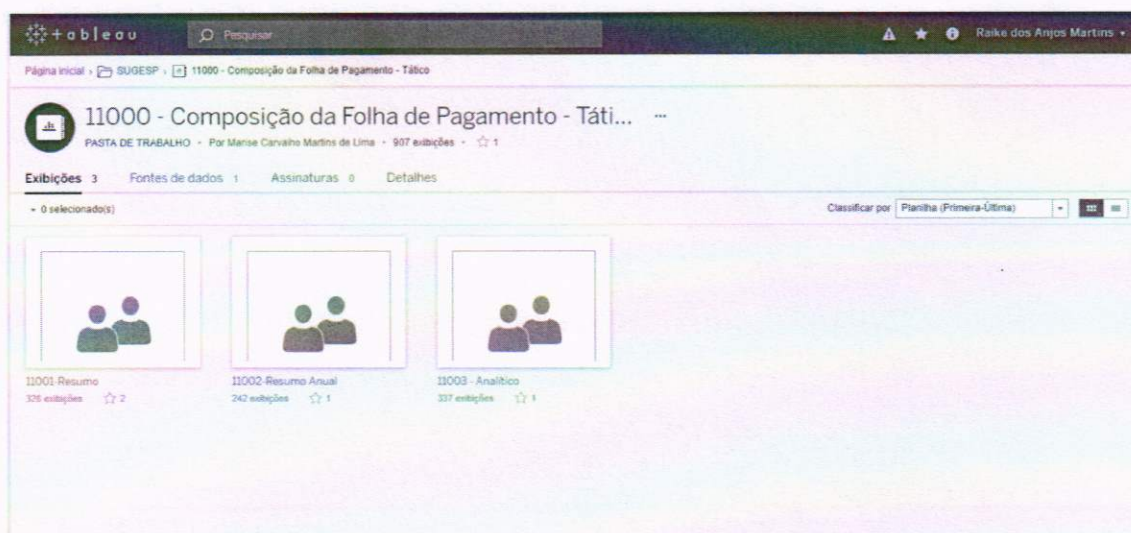 +ableau Pesquisar Raike dos Anjos Martins
Página inicial › SUGESP › 11000 - Composição da Folha de Pagamento - Tático
11000 - Composição da Folha de Pagamento - Táti... ...
PASTA DE TRABALHO · Por Marise Carvalho Martins de Lima · 907 exibições · 1
Exibições 3 Fontes de dados 1 Assinaturas 0 Detalhes
0 selecionado(s) Classificar por Planilha (Primeira-Última)
11001-Resumo 11002-Resumo Anual 11003 - Analítico
326 exibições 2 242 exibições 1 337 exibições 1